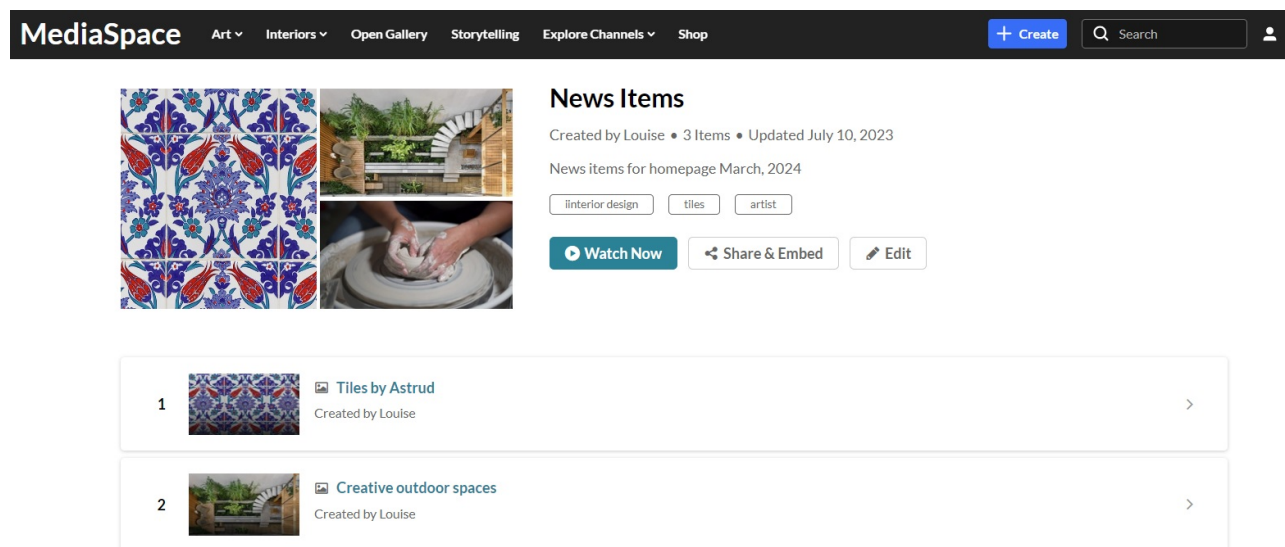 MediaSpace Art Interiors Open Gallery Storytelling Explore Channels Shop + Create Search
News Items
Created by Louise • 3 Items • Updated July 10, 2023
News items for homepage March, 2024
iinterior design tiles artist
Watch Now Share & Embed Edit
1 Tiles by Astrud
Created by Louise
2 Creative outdoor spaces
Created by Louise